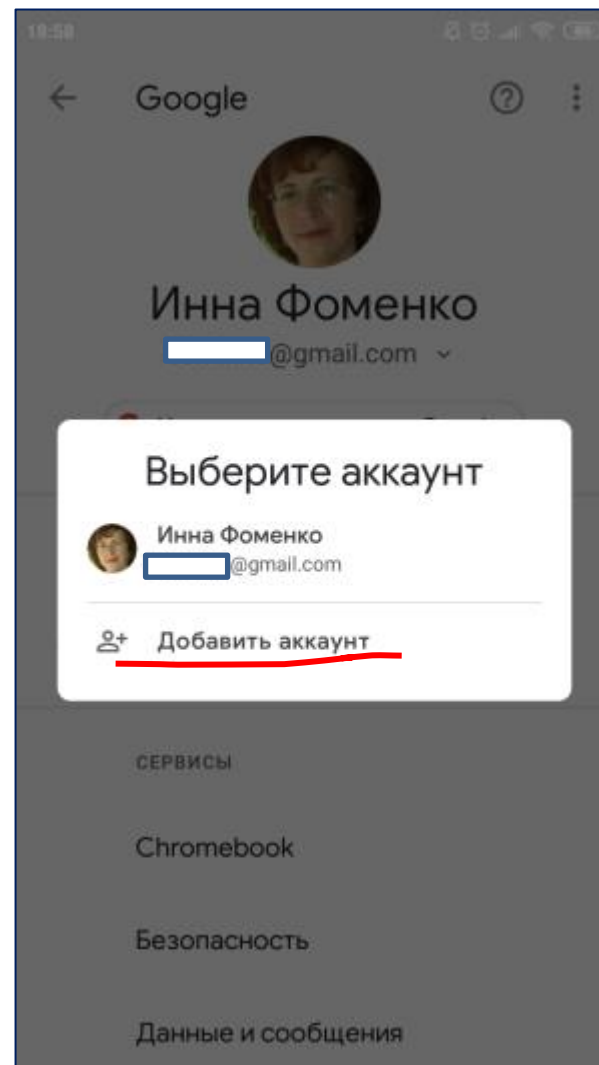 18:58
Google
Инна Фоменко
@gmail.com
Выберите аккаунт
Инна Фоменко
@gmail.com
Добавить аккаунт
СЕРВИСЫ
Chromebook
Безопасность
Данные и сообщения